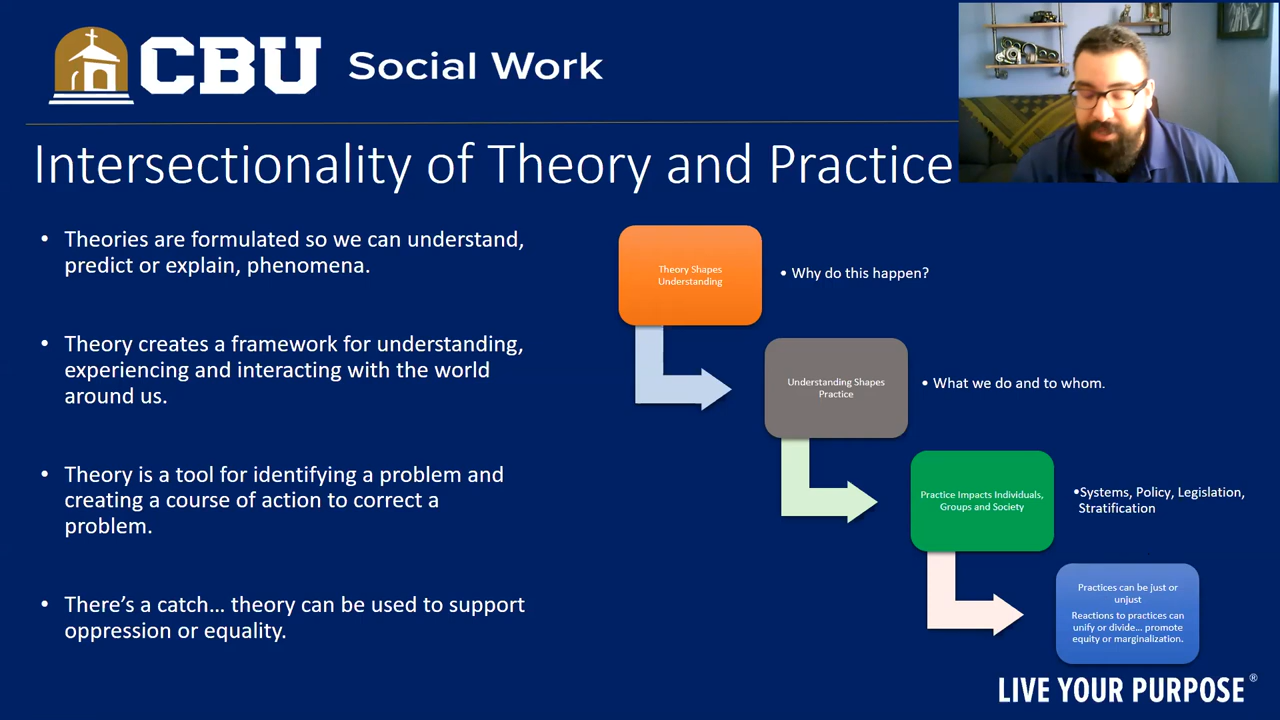 CBU Social Work
Intersectionality of Theory and Practice
• Theories are formulated so we can understand,
predict or explain, phenomena.
• Theory creates a framework for understanding,
experiencing and interacting with the world
around us.
• Theory is a tool for identifying a problem and
creating a course of action to correct a
problem.
• There’s a catch… theory can be used to support
oppression or equality.
Theory Shapes
Understanding
• Why do this happen?
Understanding Shapes
Practice
• What we do and to whom.
Practice Impacts Individuals,
Groups and Society
•Systems, Policy, Legislation,
Stratification
Practices can be just or
unjust
Reactions to practices can
unify or divide… promote
equity or marginalization.
LIVE YOUR PURPOSE®